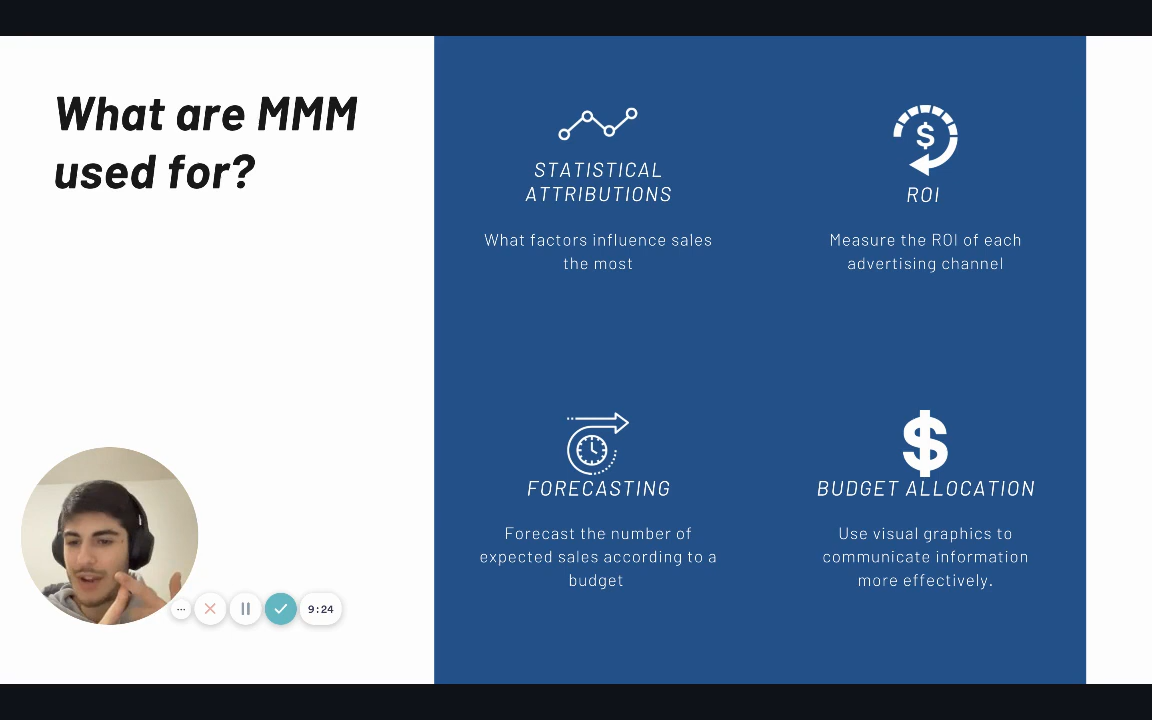 What are MMM
used for?
STATISTICAL
ATTRIBUTIONS
What factors influence sales
the most
$
ROI
Measure the ROI of each
advertising channel
FORECASTING
Forecast the number of
expected sales according to a
budget
$
BUDGET ALLOCATION
Use visual graphics to
communicate information
more effectively.
9:24